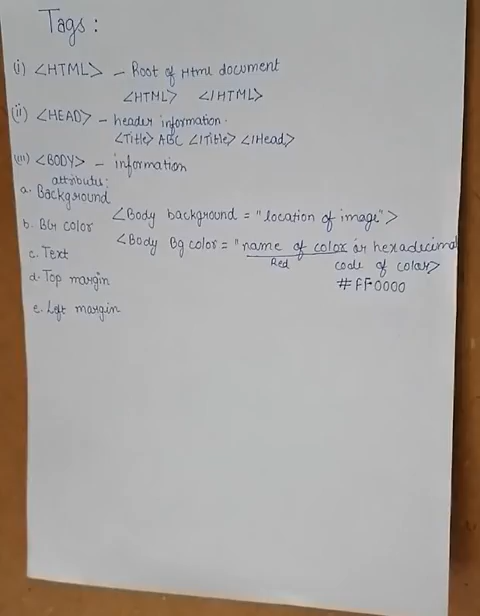 Tags :
(i) <HTML> – Root of Html document
<HTML> </HTML>
(ii) <HEAD> – header information.
<Title> ABC </Title> </Head>
(iii) <BODY> – information
attributes:
a. Background
<Body background = "location of image">
b. BG color
<Body Bg color = "name of color or hexadecimal
c. Text
Red code of color>
d. Top margin
#FF0000
e. Left margin